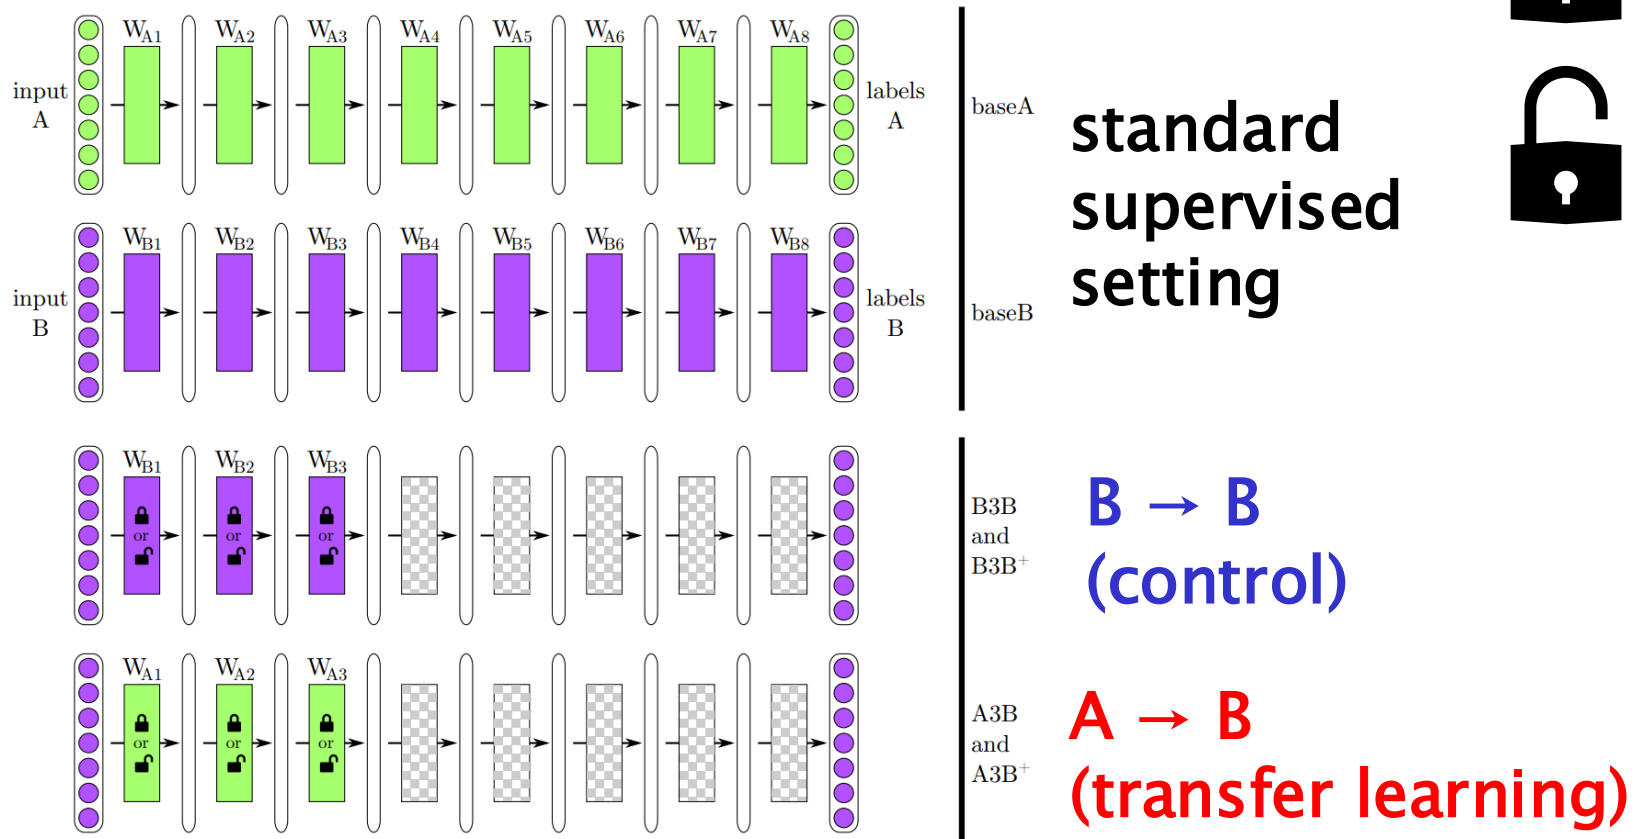 W_A1 W_A2 W_A3 W_A4 W_A5 W_A6 W_A7 W_A8
input
A
labels
A
baseA
standard
supervised
setting
W_B1 W_B2 W_B3 W_B4 W_B5 W_B6 W_B7 W_B8
input
B
labels
B
baseB
W_B1 W_B2 W_B3
or or or
B3B
and
B3B⁺
B → B
(control)
W_A1 W_A2 W_A3
or or or
A3B
and
A3B⁺
A → B
(transfer learning)